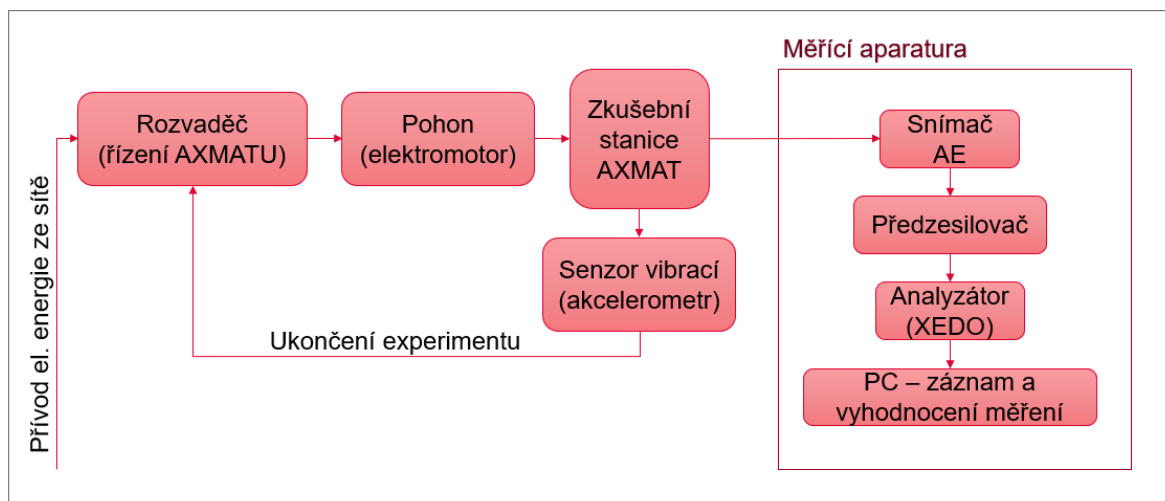 Měřící aparatura
Přívod el. energie ze sítě
Rozvaděč
(řízení AXMATU)
Pohon
(elektromotor)
Zkušební
stanice
AXMAT
Senzor vibrací
(akcelerometr)
Ukončení experimentu
Snímač
AE
Předzesilovač
Analyzátor
(XEDO)
PC – záznam a
vyhodnocení měření